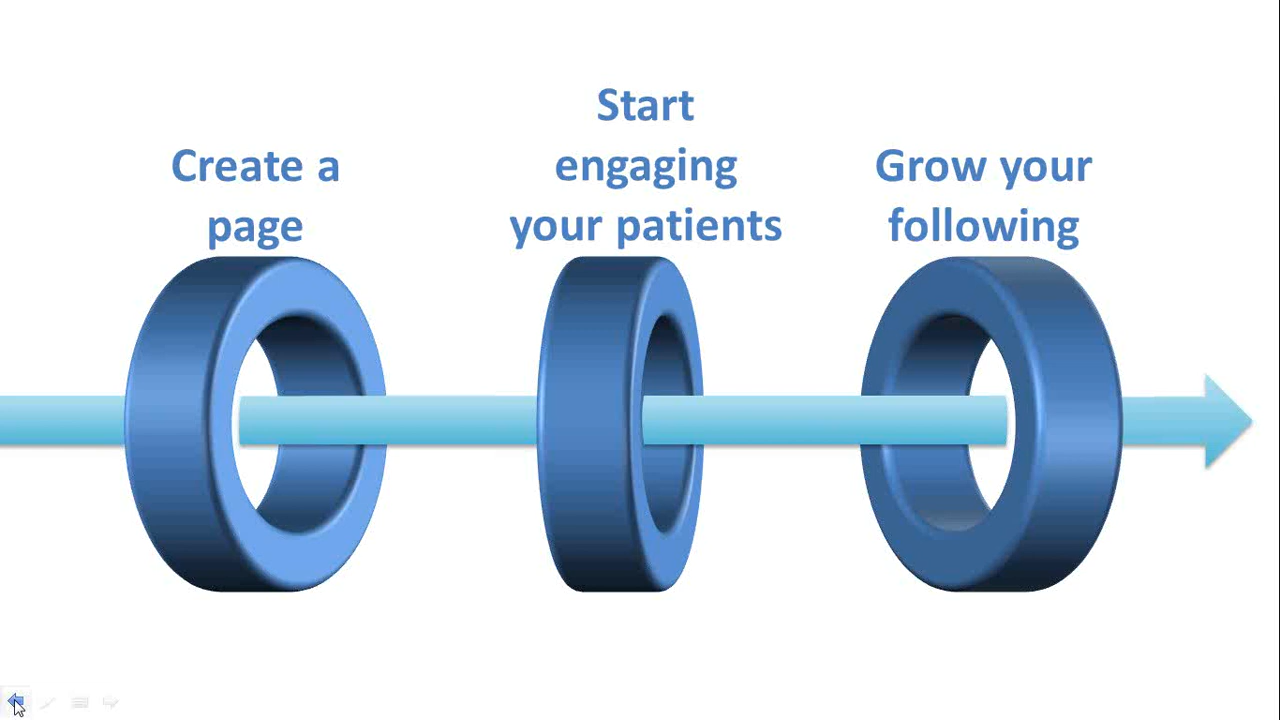 Create a
page
Start
engaging
your patients
Grow your
following